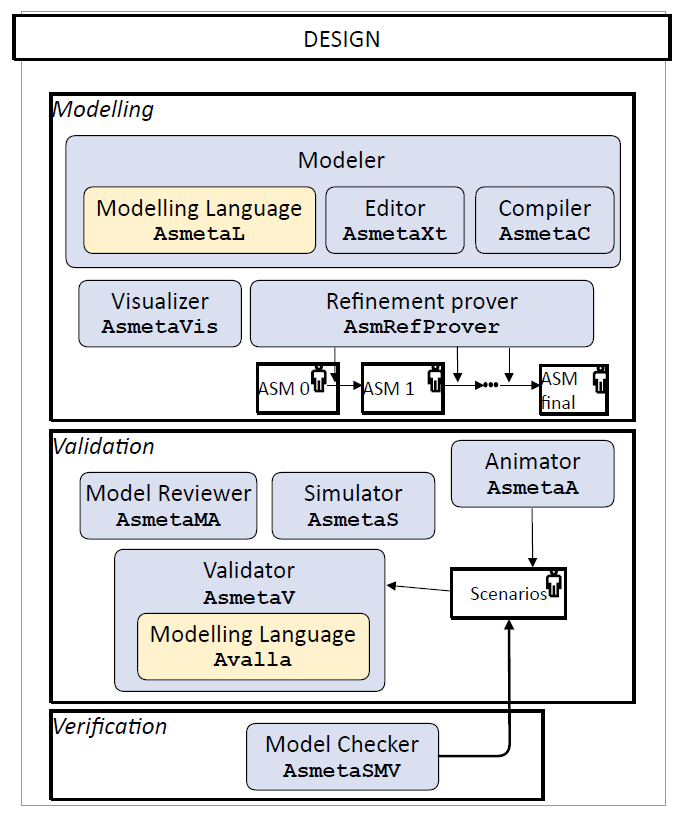 DESIGN
Modelling
Modeler
Modelling Language
AsmetaL
Editor
AsmetaXt
Compiler
AsmetaC
Visualizer
AsmetaVis
Refinement prover
AsmRefProver
ASM 0
ASM 1
...
ASM
final
Validation
Model Reviewer
AsmetaMA
Simulator
AsmetaS
Animator
AsmetaA
Validator
AsmetaV
Modelling Language
Avalla
Scenarios
Verification
Model Checker
AsmetaSMV